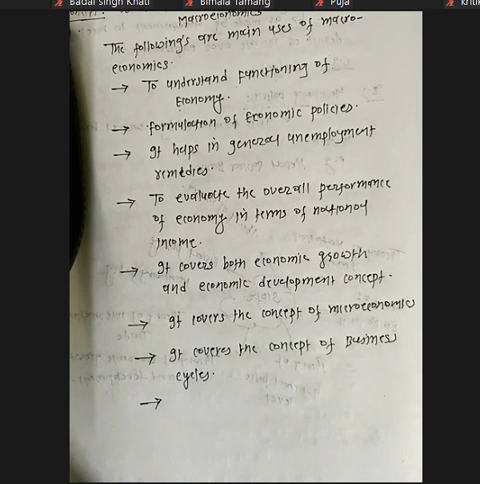 Badal Singh Khati Bimala Tamang Puja kritik
Macroeconomics
The following's are main uses of macro-
economics.
→ To understand functioning of
Economy.
→ formulation of Economic policies.
→ It helps in general unemployment
remedies.
→ To evaluate the overall performance
of economy in terms of national
income.
→ It covers both economic growth
and economic development concept.
→ It covers the concept of microeconomics
→ It covers the concept of Business
cycles.
→